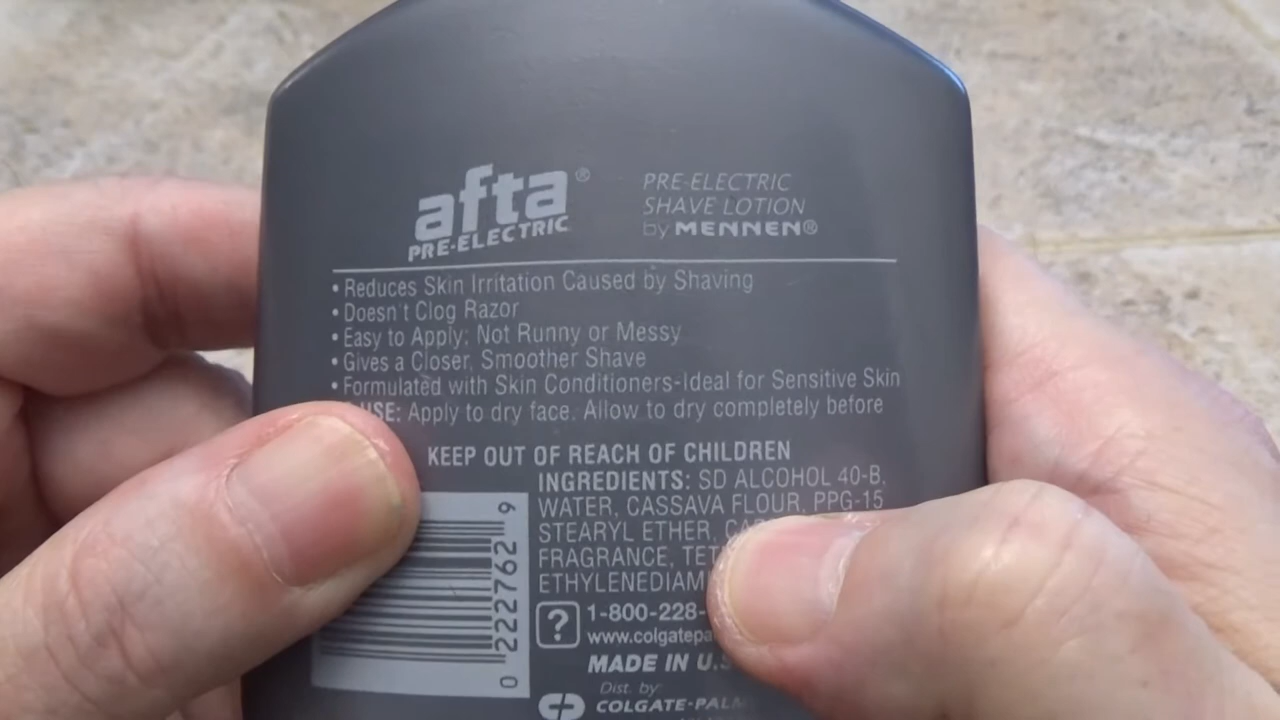 afta®
PRE-ELECTRIC
PRE-ELECTRIC
SHAVE LOTION
by MENNEN®
• Reduces Skin Irritation Caused by Shaving
• Doesn't Clog Razor
• Easy to Apply; Not Runny or Messy
• Gives a Closer, Smoother Shave
• Formulated with Skin Conditioners-Ideal for Sensitive Skin
USE: Apply to dry face. Allow to dry completely before
KEEP OUT OF REACH OF CHILDREN
INGREDIENTS: SD ALCOHOL 40-B,
WATER, CASSAVA FLOUR, PPG-15
STEARYL ETHER,
FRAGRANCE,
?
1-800-228-
MADE IN
Dist. by:
0 222762 9